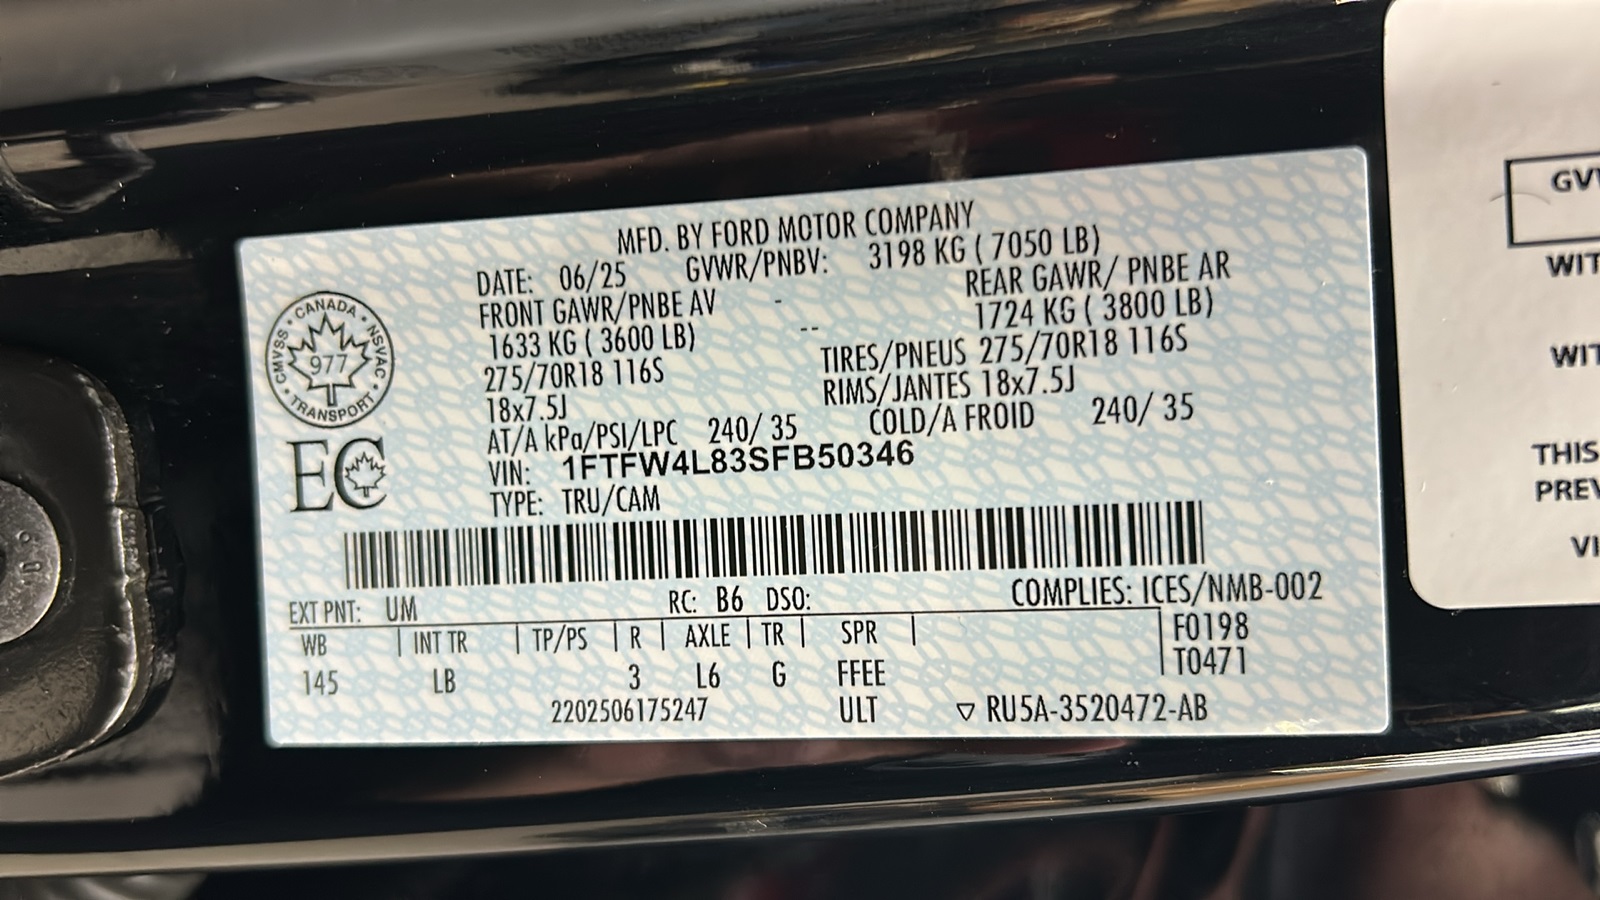 MFD. BY FORD MOTOR COMPANY
DATE: 06/25 GVWR/PNBV: 3198 KG ( 7050 LB)
FRONT GAWR/PNBE AV - REAR GAWR/ PNBE AR
1633 KG ( 3600 LB) -- 1724 KG ( 3800 LB)
275/70R18 116S TIRES/PNEUS 275/70R18 116S
18x7.5J RIMS/JANTES 18x7.5J
AT/A kPa/PSI/LPC 240/ 35 COLD/A FROID 240/ 35
VIN: 1FTFW4L83SFB50346
TYPE: TRU/CAM
CANADA • NSVAC • TRANSPORT • CMVSS •
977
EC
EXT PNT: UM RC: B6 DSO: COMPLIES: ICES/NMB-002
WB | INT TR | TP/PS | R | AXLE | TR | SPR | F0198
T0471
145 LB 3 L6 G FFEE
2202506175247 ULT ▽ RU5A-3520472-AB
GVW
WIT
WIT
THIS
PREV
VI